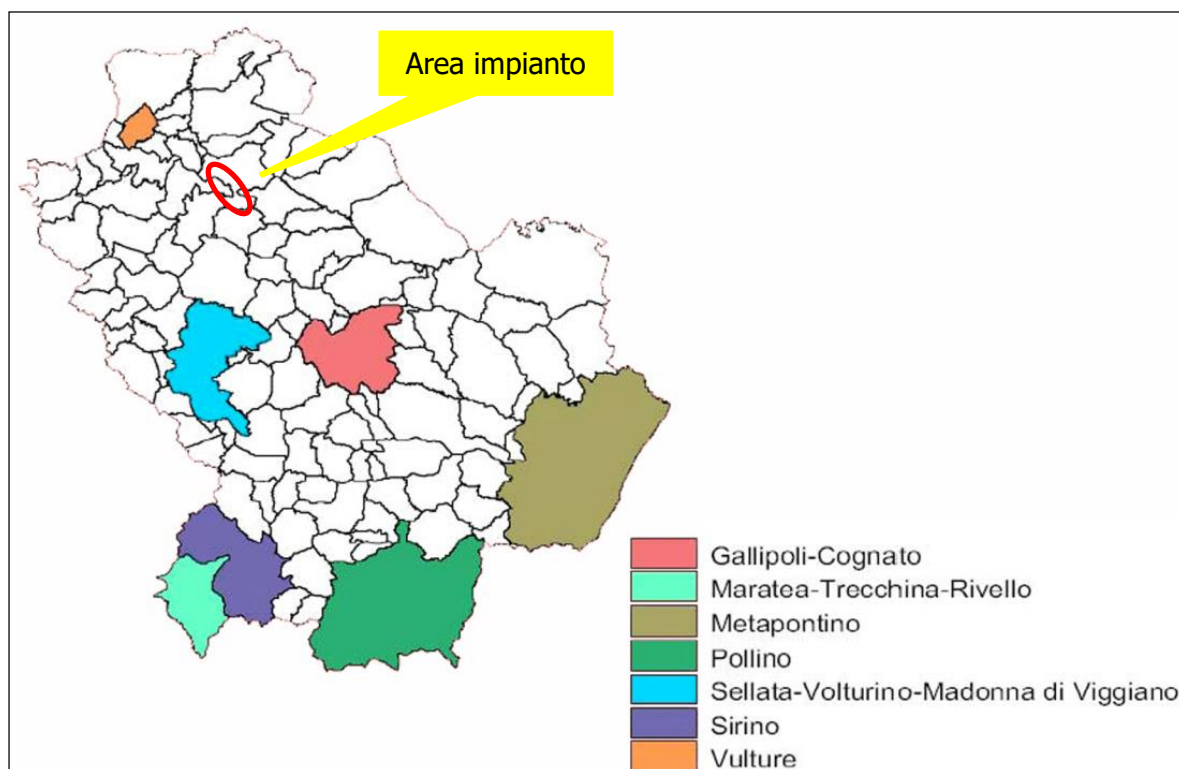 Area impianto
Gallipoli-Cognato
Maratea-Trecchina-Rivello
Metapontino
Pollino
Sellata-Volturino-Madonna di Viggiano
Sirino
Vulture